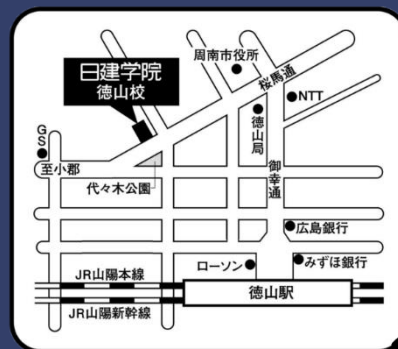 周南市役所
日建学院
徳山校
桜馬通
NTT
GS
徳山局
至小郡
御幸通
代々木公園
広島銀行
ローソン
みずほ銀行
JR山陽本線
徳山駅
JR山陽新幹線